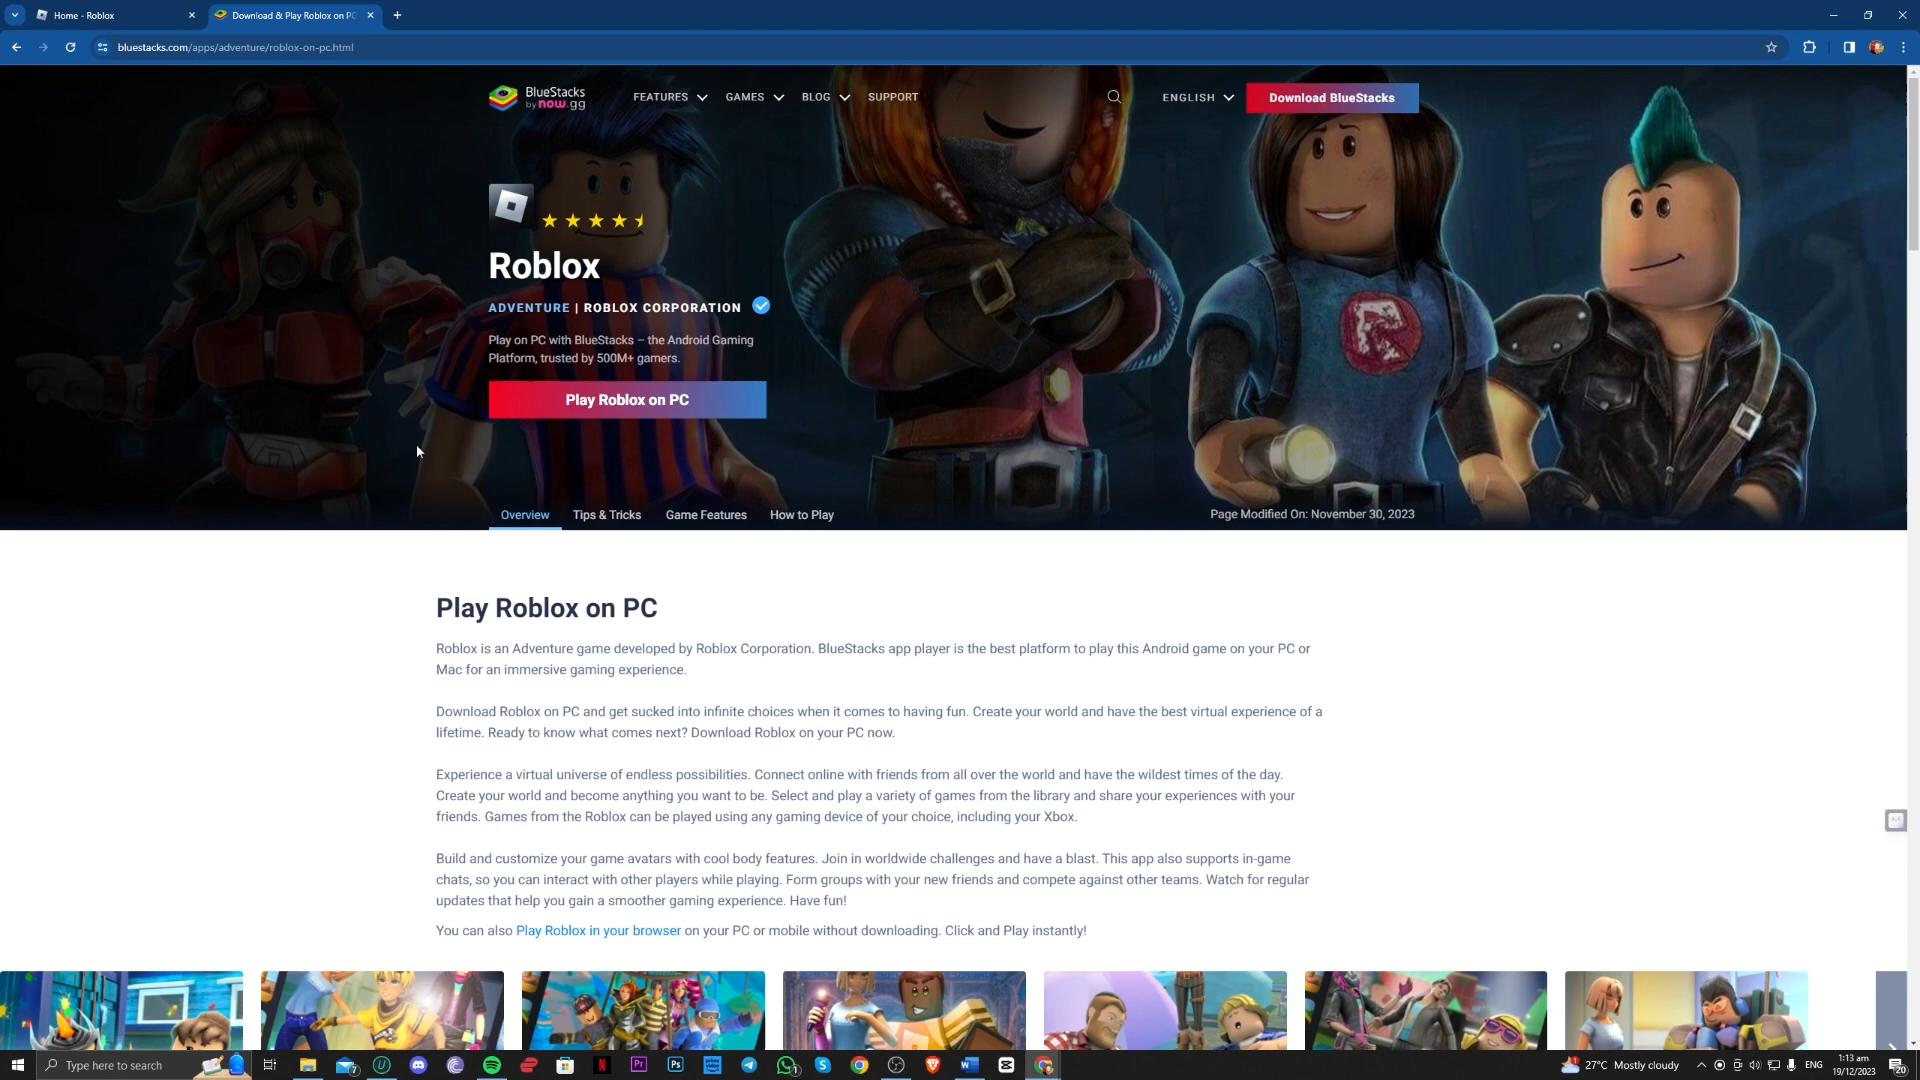 Home - Roblox
Download & Play Roblox on PC
bluestacks.com/apps/adventure/roblox-on-pc.html
BlueStacks
by now.gg
FEATURES
GAMES
BLOG
SUPPORT
ENGLISH
Download BlueStacks
Roblox
ADVENTURE | ROBLOX CORPORATION
Play on PC with BlueStacks – the Android Gaming
Platform, trusted by 500M+ gamers.
Play Roblox on PC
Overview
Tips & Tricks
Game Features
How to Play
Page Modified On: November 30, 2023
Play Roblox on PC
Roblox is an Adventure game developed by Roblox Corporation. BlueStacks app player is the best platform to play this Android game on your PC or
Mac for an immersive gaming experience.
Download Roblox on PC and get sucked into infinite choices when it comes to having fun. Create your world and have the best virtual experience of a
lifetime. Ready to know what comes next? Download Roblox on your PC now.
Experience a virtual universe of endless possibilities. Connect online with friends from all over the world and have the wildest times of the day.
Create your world and become anything you want to be. Select and play a variety of games from the library and share your experiences with your
friends. Games from the Roblox can be played using any gaming device of your choice, including your Xbox.
Build and customize your game avatars with cool body features. Join in worldwide challenges and have a blast. This app also supports in-game
chats, so you can interact with other players while playing. Form groups with your new friends and compete against other teams. Watch for regular
updates that help you gain a smoother gaming experience. Have fun!
You can also Play Roblox in your browser on your PC or mobile without downloading. Click and Play instantly!
Type here to search
7
Pr
Ps
prime video
1
27°C Mostly cloudy
ENG
1:13 am
19/12/2023
20